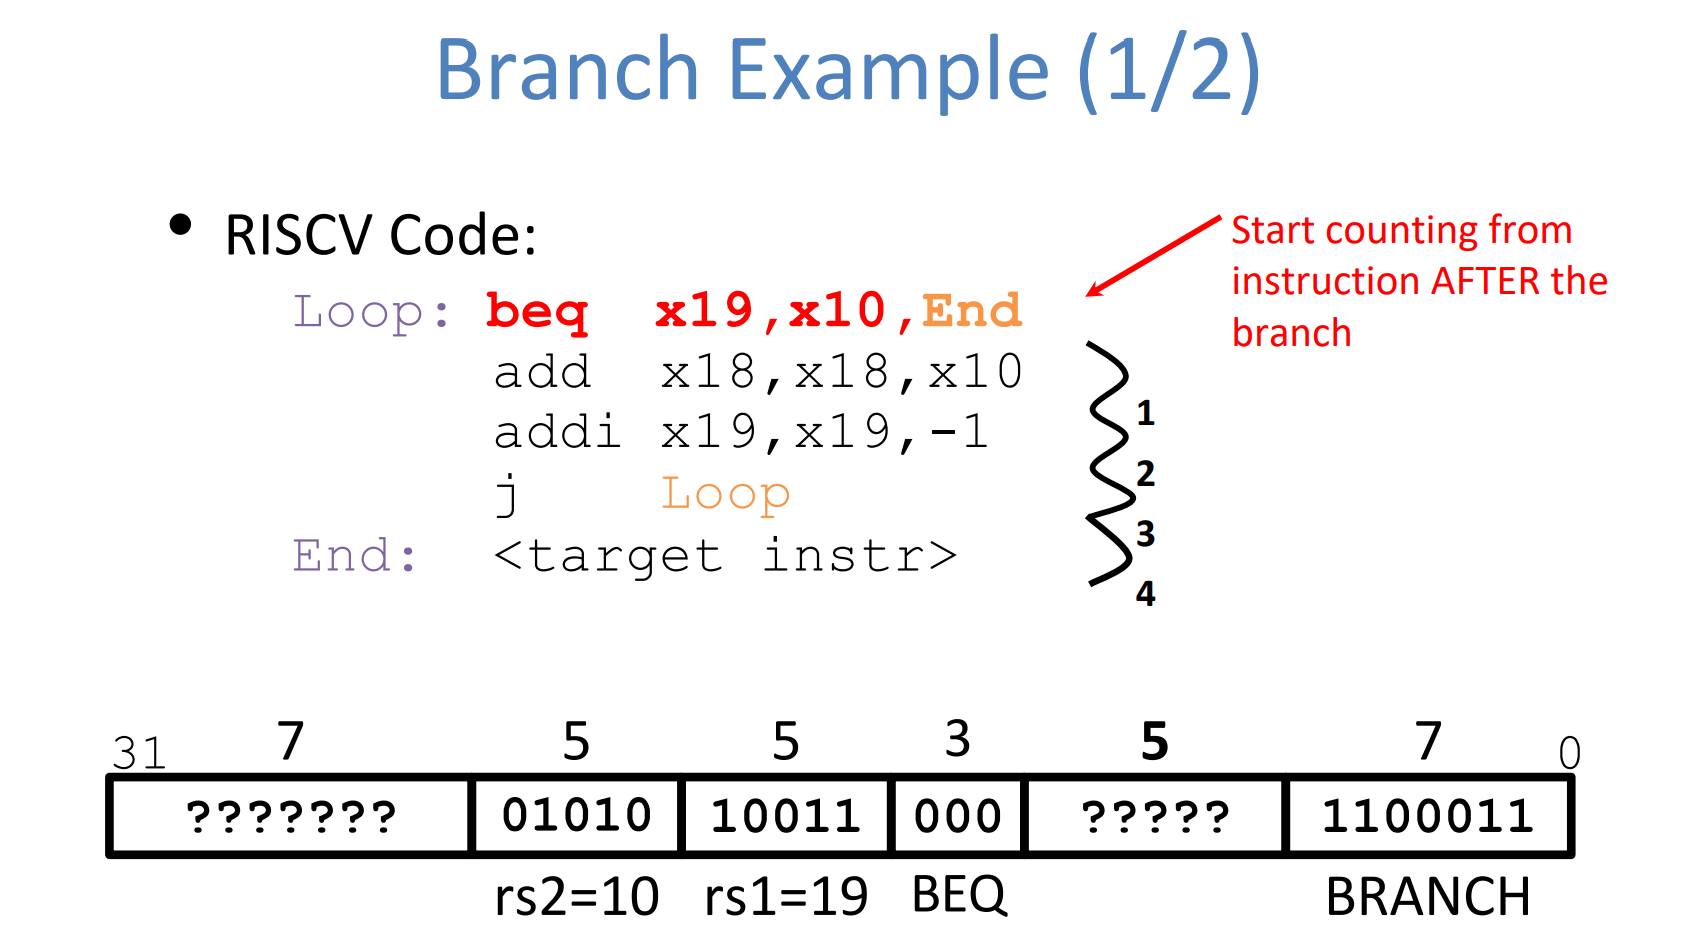 Branch Example (1/2)
• RISCV Code:
Start counting from
instruction AFTER the
branch
Loop: beq x19,x10,End
add x18,x18,x10
addi x19,x19,-1
j Loop
End: <target instr>
1
2
3
4
31 7 5 5 3 5 7 0
??????? 01010 10011 000 ????? 1100011
rs2=10 rs1=19 BEQ BRANCH